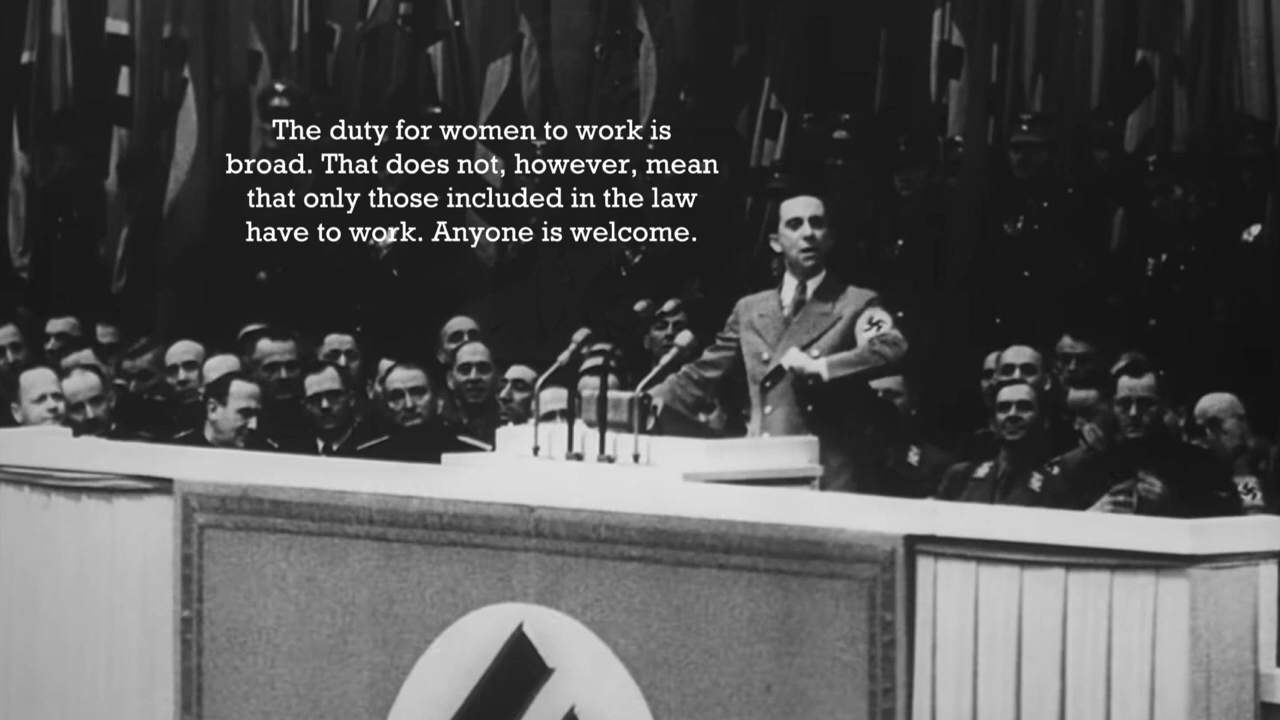 The duty for women to work is
broad. That does not, however, mean
that only those included in the law
have to work. Anyone is welcome.